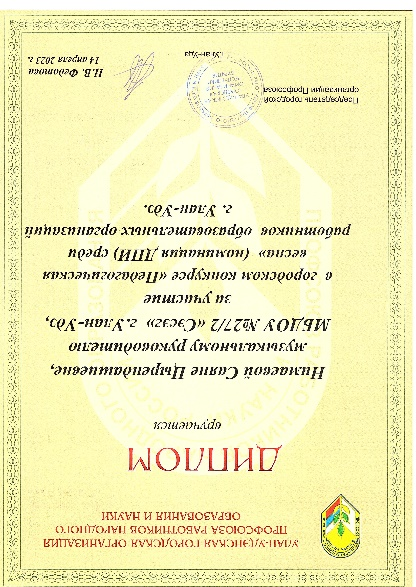 УЛАН-УДЭНСКАЯ ГОРОДСКАЯ ОРГАНИЗАЦИЯ
ПРОФСОЮЗА РАБОТНИКОВ НАРОДНОГО
ОБРАЗОВАНИЯ И НАУКИ
ДИПЛОМ
вручается
Нимаевой Саяне Цырендашиевне,
музыкальному руководителю
МБДОУ №27/2 «Сэсэг» г.Улан-Удэ,
за участие
в городском конкурсе «Педагогическая
весна» (номинация ДПИ) среди
работников образовательных организаций
г. Улан-Удэ.
Председатель городской
организации Профсоюза
Н.В. Федотова
14 апреля 2023 г.